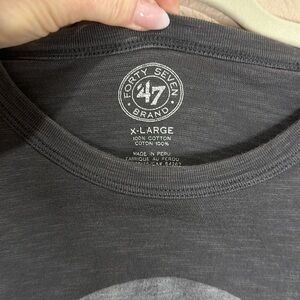 FORTY SEVEN
47
BRAND
X-LARGE
100% COTTON
COTON 100%
MADE IN PERU
FABRIQUE AU PEROU